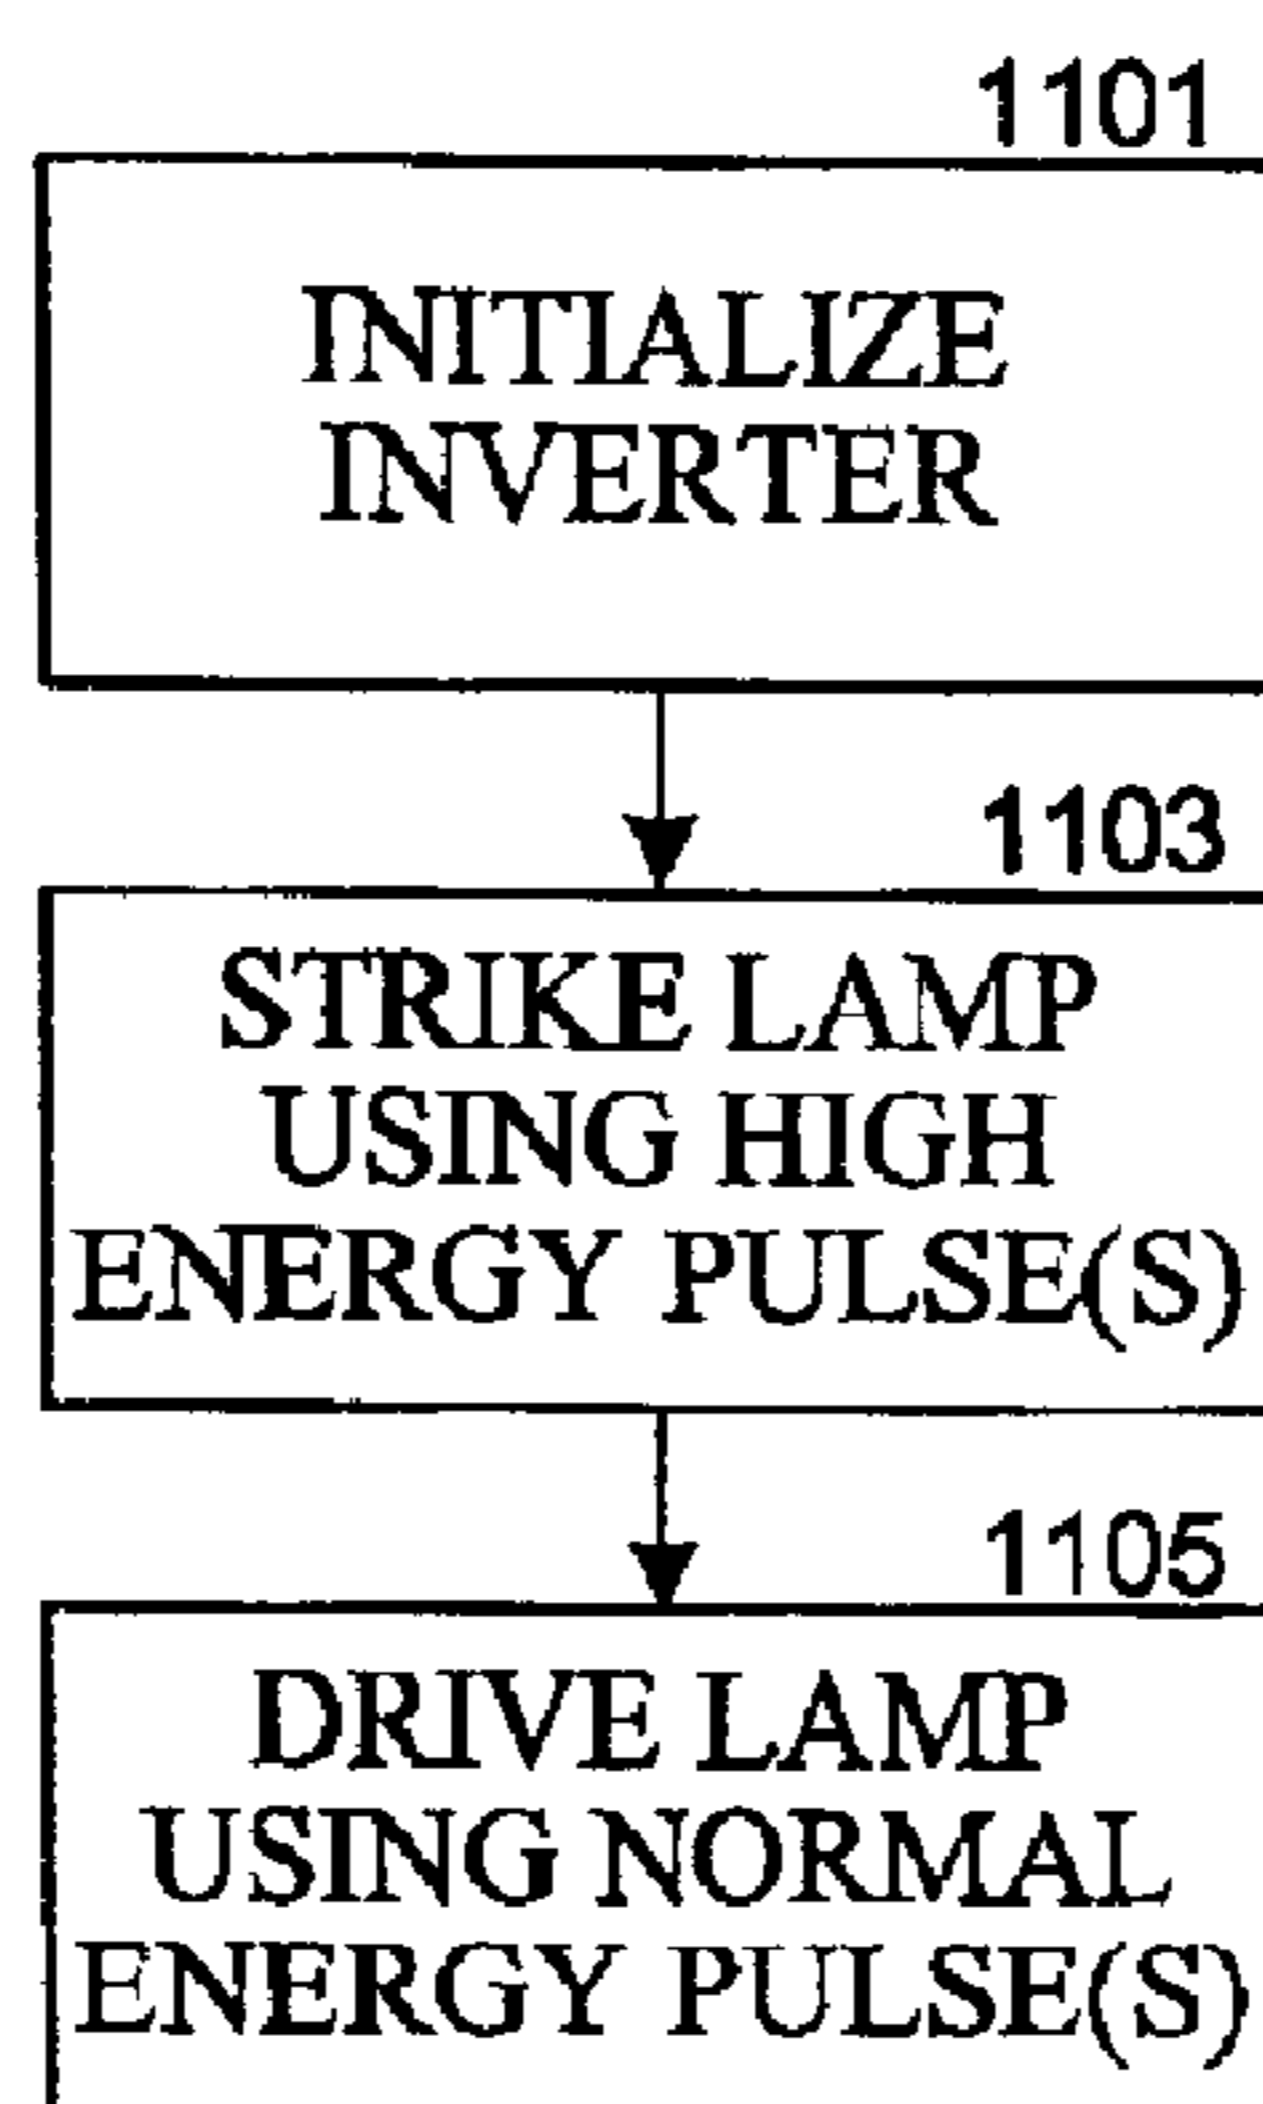 1101
INITIALIZE
INVERTER
1103
STRIKE LAMP
USING HIGH
ENERGY PULSE(S)
1105
DRIVE LAMP
USING NORMAL
ENERGY PULSE(S)